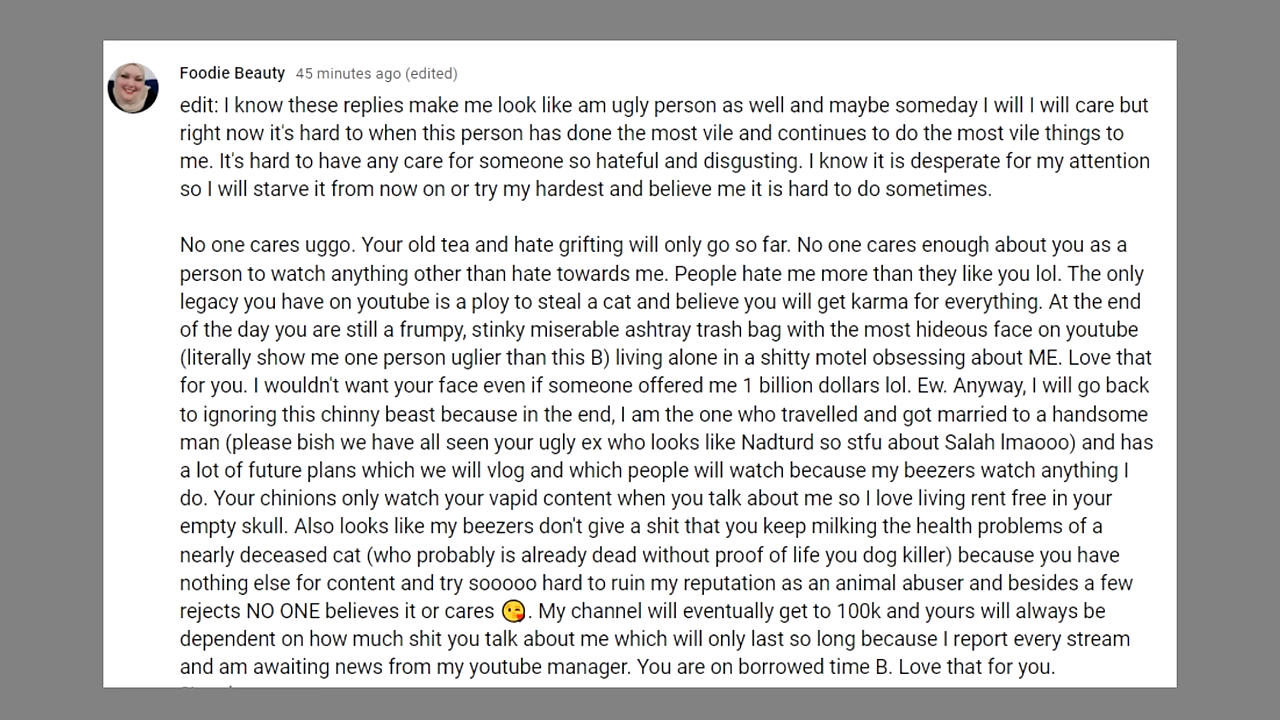 Foodie Beauty 45 minutes ago (edited)
edit: I know these replies make me look like am ugly person as well and maybe someday I will I will care but
right now it's hard to when this person has done the most vile and continues to do the most vile things to
me. It's hard to have any care for someone so hateful and disgusting. I know it is desperate for my attention
so I will starve it from now on or try my hardest and believe me it is hard to do sometimes.
No one cares uggo. Your old tea and hate grifting will only go so far. No one cares enough about you as a
person to watch anything other than hate towards me. People hate me more than they like you lol. The only
legacy you have on youtube is a ploy to steal a cat and believe you will get karma for everything. At the end
of the day you are still a frumpy, stinky miserable ashtray trash bag with the most hideous face on youtube
(literally show me one person uglier than this B) living alone in a shitty motel obsessing about ME. Love that
for you. I wouldn't want your face even if someone offered me 1 billion dollars lol. Ew. Anyway, I will go back
to ignoring this chinny beast because in the end, I am the one who travelled and got married to a handsome
man (please bish we have all seen your ugly ex who looks like Nadturd so stfu about Salah lmaooo) and has
a lot of future plans which we will vlog and which people will watch because my beezers watch anything I
do. Your chinions only watch your vapid content when you talk about me so I love living rent free in your
empty skull. Also looks like my beezers don't give a shit that you keep milking the health problems of a
nearly deceased cat (who probably is already dead without proof of life you dog killer) because you have
nothing else for content and try sooooo hard to ruin my reputation as an animal abuser and besides a few
rejects NO ONE believes it or cares 😘. My channel will eventually get to 100k and yours will always be
dependent on how much shit you talk about me which will only last so long because I report every stream
and am awaiting news from my youtube manager. You are on borrowed time B. Love that for you.